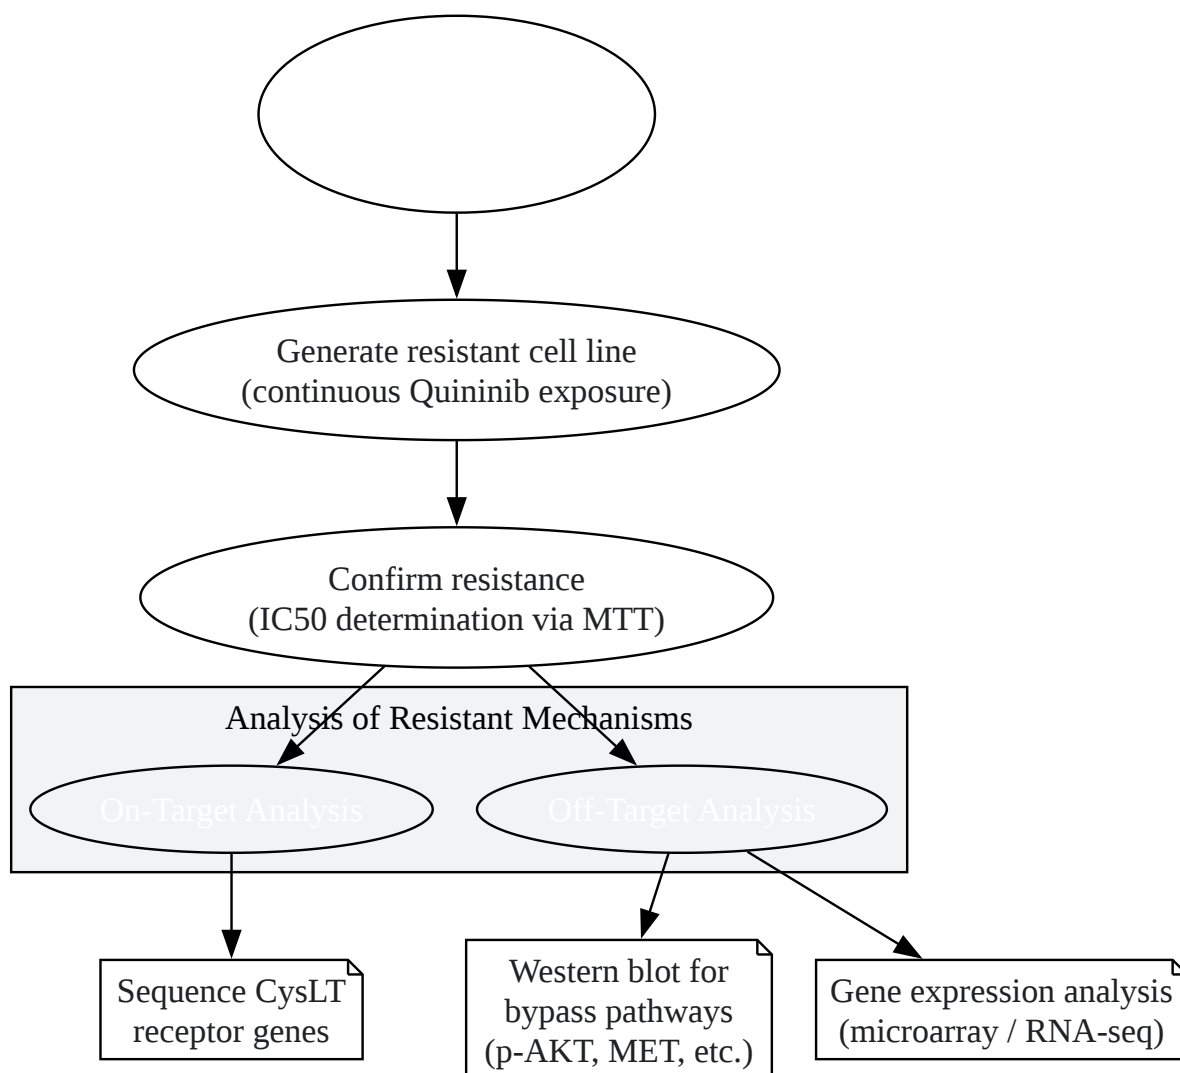 Generate resistant cell line
(continuous Quininib exposure)
Confirm resistance
(IC50 determination via MTT)
Analysis of Resistant Mechanisms
On-Target Analysis
Off-Target Analysis
Sequence CysLT
receptor genes
Western blot for
bypass pathways
(p-AKT, MET, etc.)
Gene expression analysis
(microarray / RNA-seq)